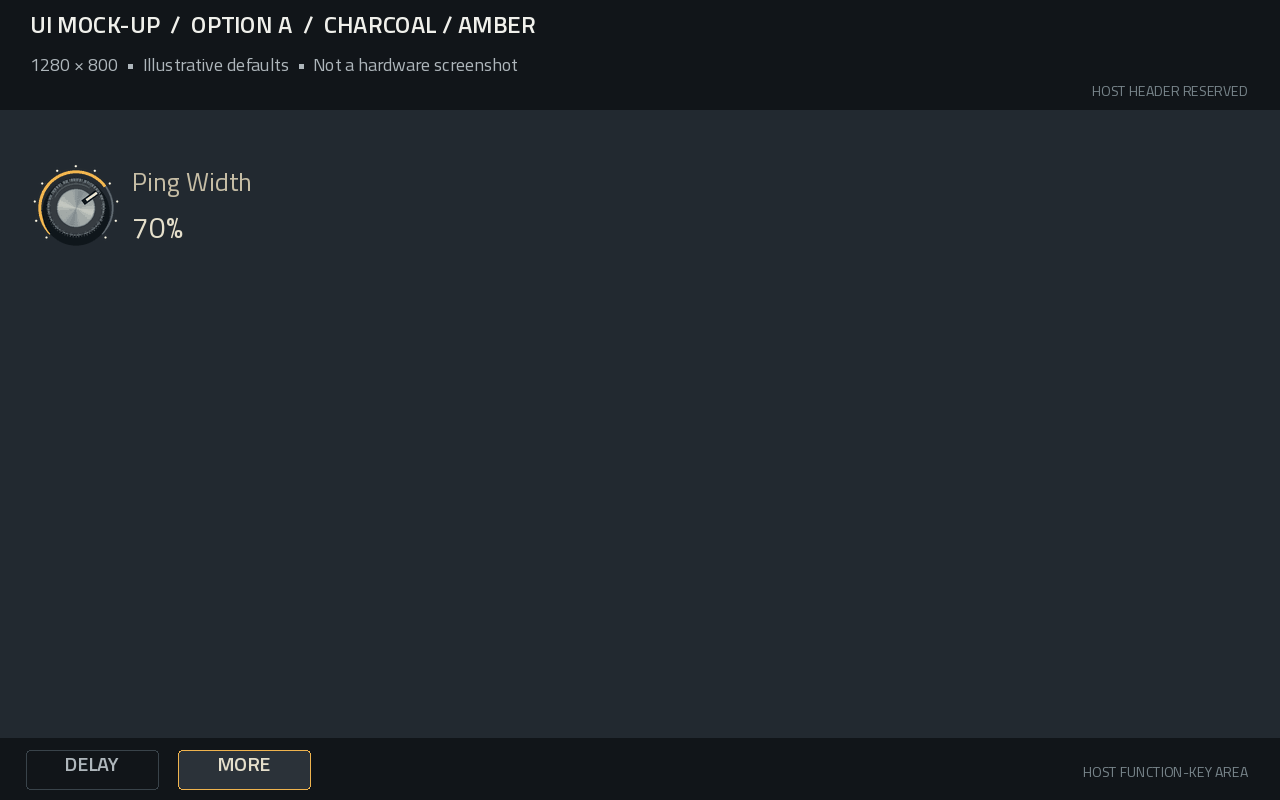 UI MOCK-UP / OPTION A / CHARCOAL / AMBER
1280 × 800 ▪ Illustrative defaults ▪ Not a hardware screenshot
HOST HEADER RESERVED
Ping Width
70%
DELAY
MORE
HOST FUNCTION-KEY AREA